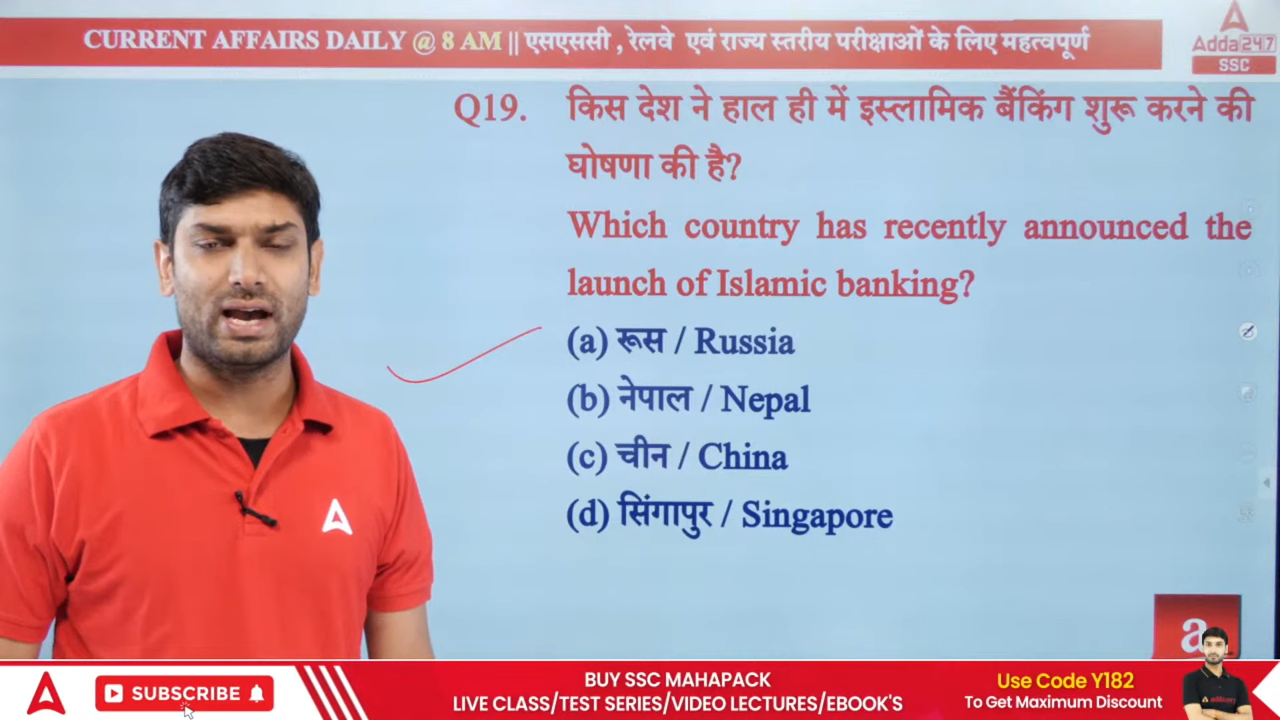 CURRENT AFFAIRS DAILY @ 8 AM || एसएससी , रेलवे एवं राज्य स्तरीय परीक्षाओं के लिए महत्वपूर्ण
Adda247
SSC
Q19. किस देश ने हाल ही में इस्लामिक बैंकिंग शुरू करने की
घोषणा की है?
Which country has recently announced the
launch of Islamic banking?
(a) रूस / Russia
(b) नेपाल / Nepal
(c) चीन / China
(d) सिंगापुर / Singapore
a
SUBSCRIBE
BUY SSC MAHAPACK
LIVE CLASS/TEST SERIES/VIDEO LECTURES/EBOOK'S
Use Code Y182
To Get Maximum Discount